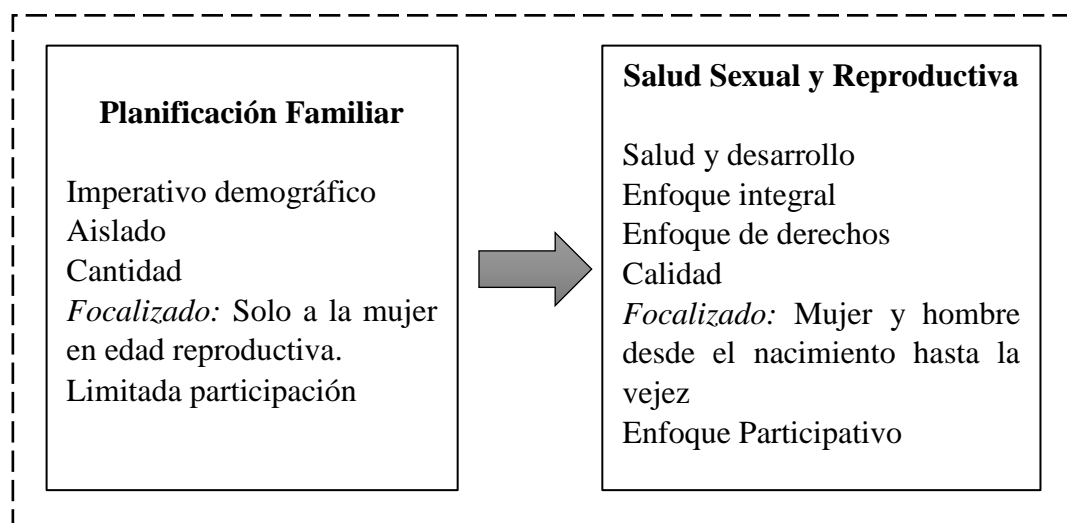 Planificación Familiar
Imperativo demográfico
Aislado
Cantidad
Focalizado: Solo a la mujer
en edad reproductiva.
Limitada participación
Salud Sexual y Reproductiva
Salud y desarrollo
Enfoque integral
Enfoque de derechos
Calidad
Focalizado: Mujer y hombre
desde el nacimiento hasta la
vejez
Enfoque Participativo